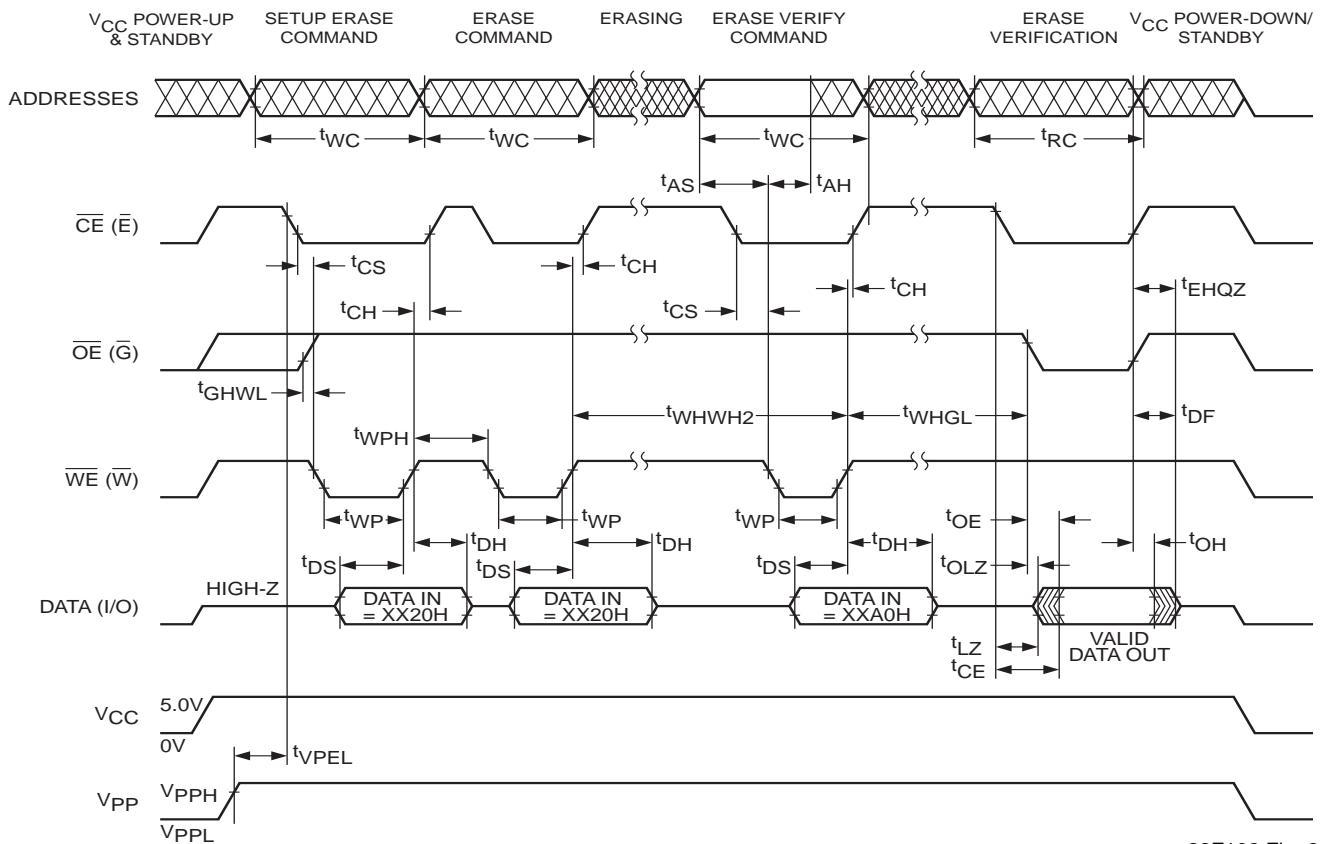 VCC POWER-UP & STANDBY
SETUP ERASE COMMAND
ERASE COMMAND
ERASING
ERASE VERIFY COMMAND
ERASE VERIFICATION
VCC POWER-DOWN/ STANDBY
ADDRESSES
tWC
tWC
tWC
tRC
tAS
tAH
CE (E)
tCS
tCH
tCH
tCS
tCH
tEHQZ
OE (G)
tGHWL
tWHWH2
tWHGL
tDF
tWPH
WE (W)
tWP
tWP
tWP
tOE
tDH
tDH
tDH
tOH
tDS
tDS
tDS
tOLZ
HIGH-Z
DATA (I/O)
DATA IN = XX20H
DATA IN = XX20H
DATA IN = XXA0H
VALID DATA OUT
tLZ
tCE
VCC
5.0V
0V
tVPEL
VPP
VPPH
VPPL